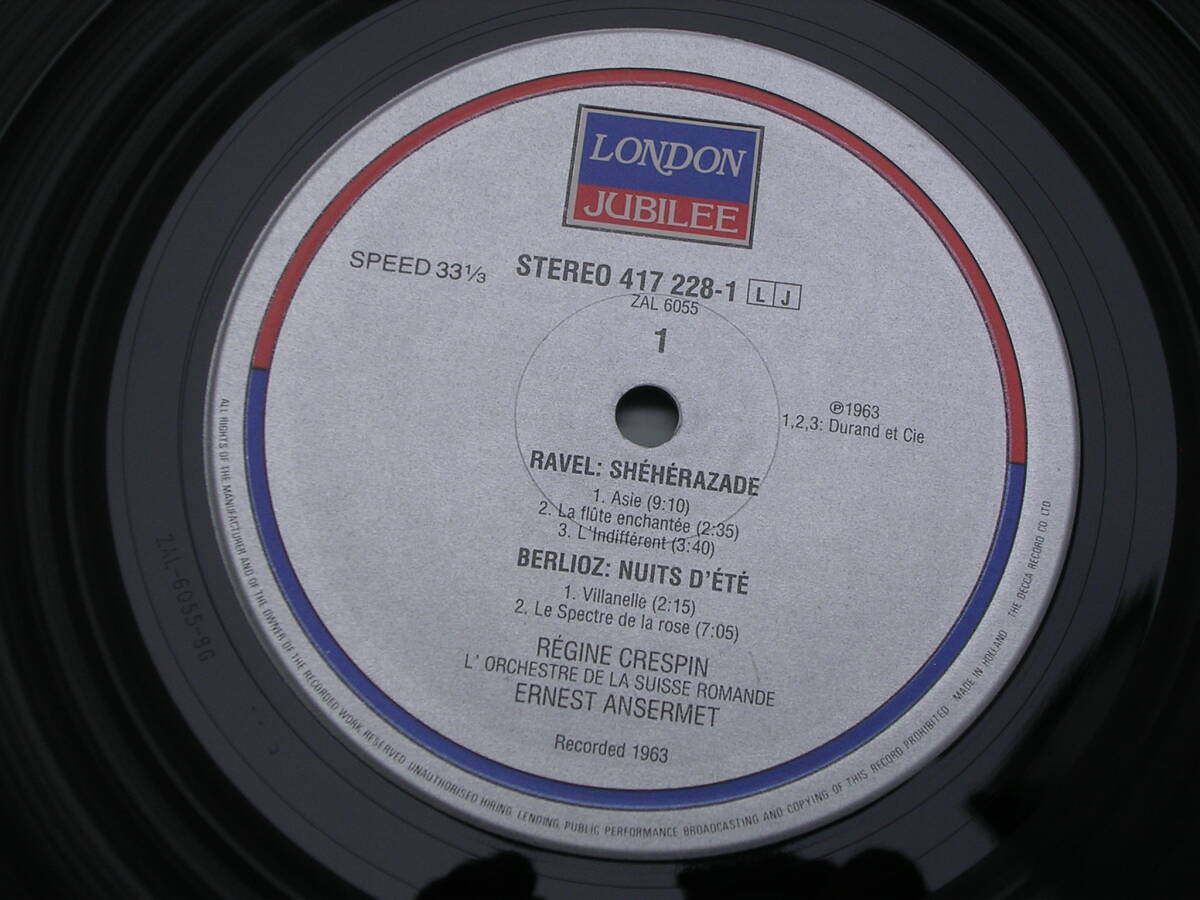 LONDON
JUBILEE
SPEED 33⅓
STEREO 417 228-1 L J
ZAL 6055
1
℗1963
1,2,3: Durand et Cie
RAVEL: SHÉHÉRAZADE
1. Asie (9:10)
2. La flûte enchantée (2:35)
3. L'Indifférent (3:40)
BERLIOZ: NUITS D'ÉTÉ
1. Villanelle (2:15)
2. Le Spectre de la rose (7:05)
RÉGINE CRESPIN
L' ORCHESTRE DE LA SUISSE ROMANDE
ERNEST ANSERMET
Recorded 1963
ALL RIGHTS OF THE MANUFACTURER AND OF THE OWNER OF THE RECORDED WORK RESERVED UNAUTHORISED HIRING, LENDING, PUBLIC PERFORMANCE BROADCASTING AND COPYING OF THIS RECORD PROHIBITED MADE IN HOLLAND THE DECCA RECORD CO LTD
ZAL-6055-8G